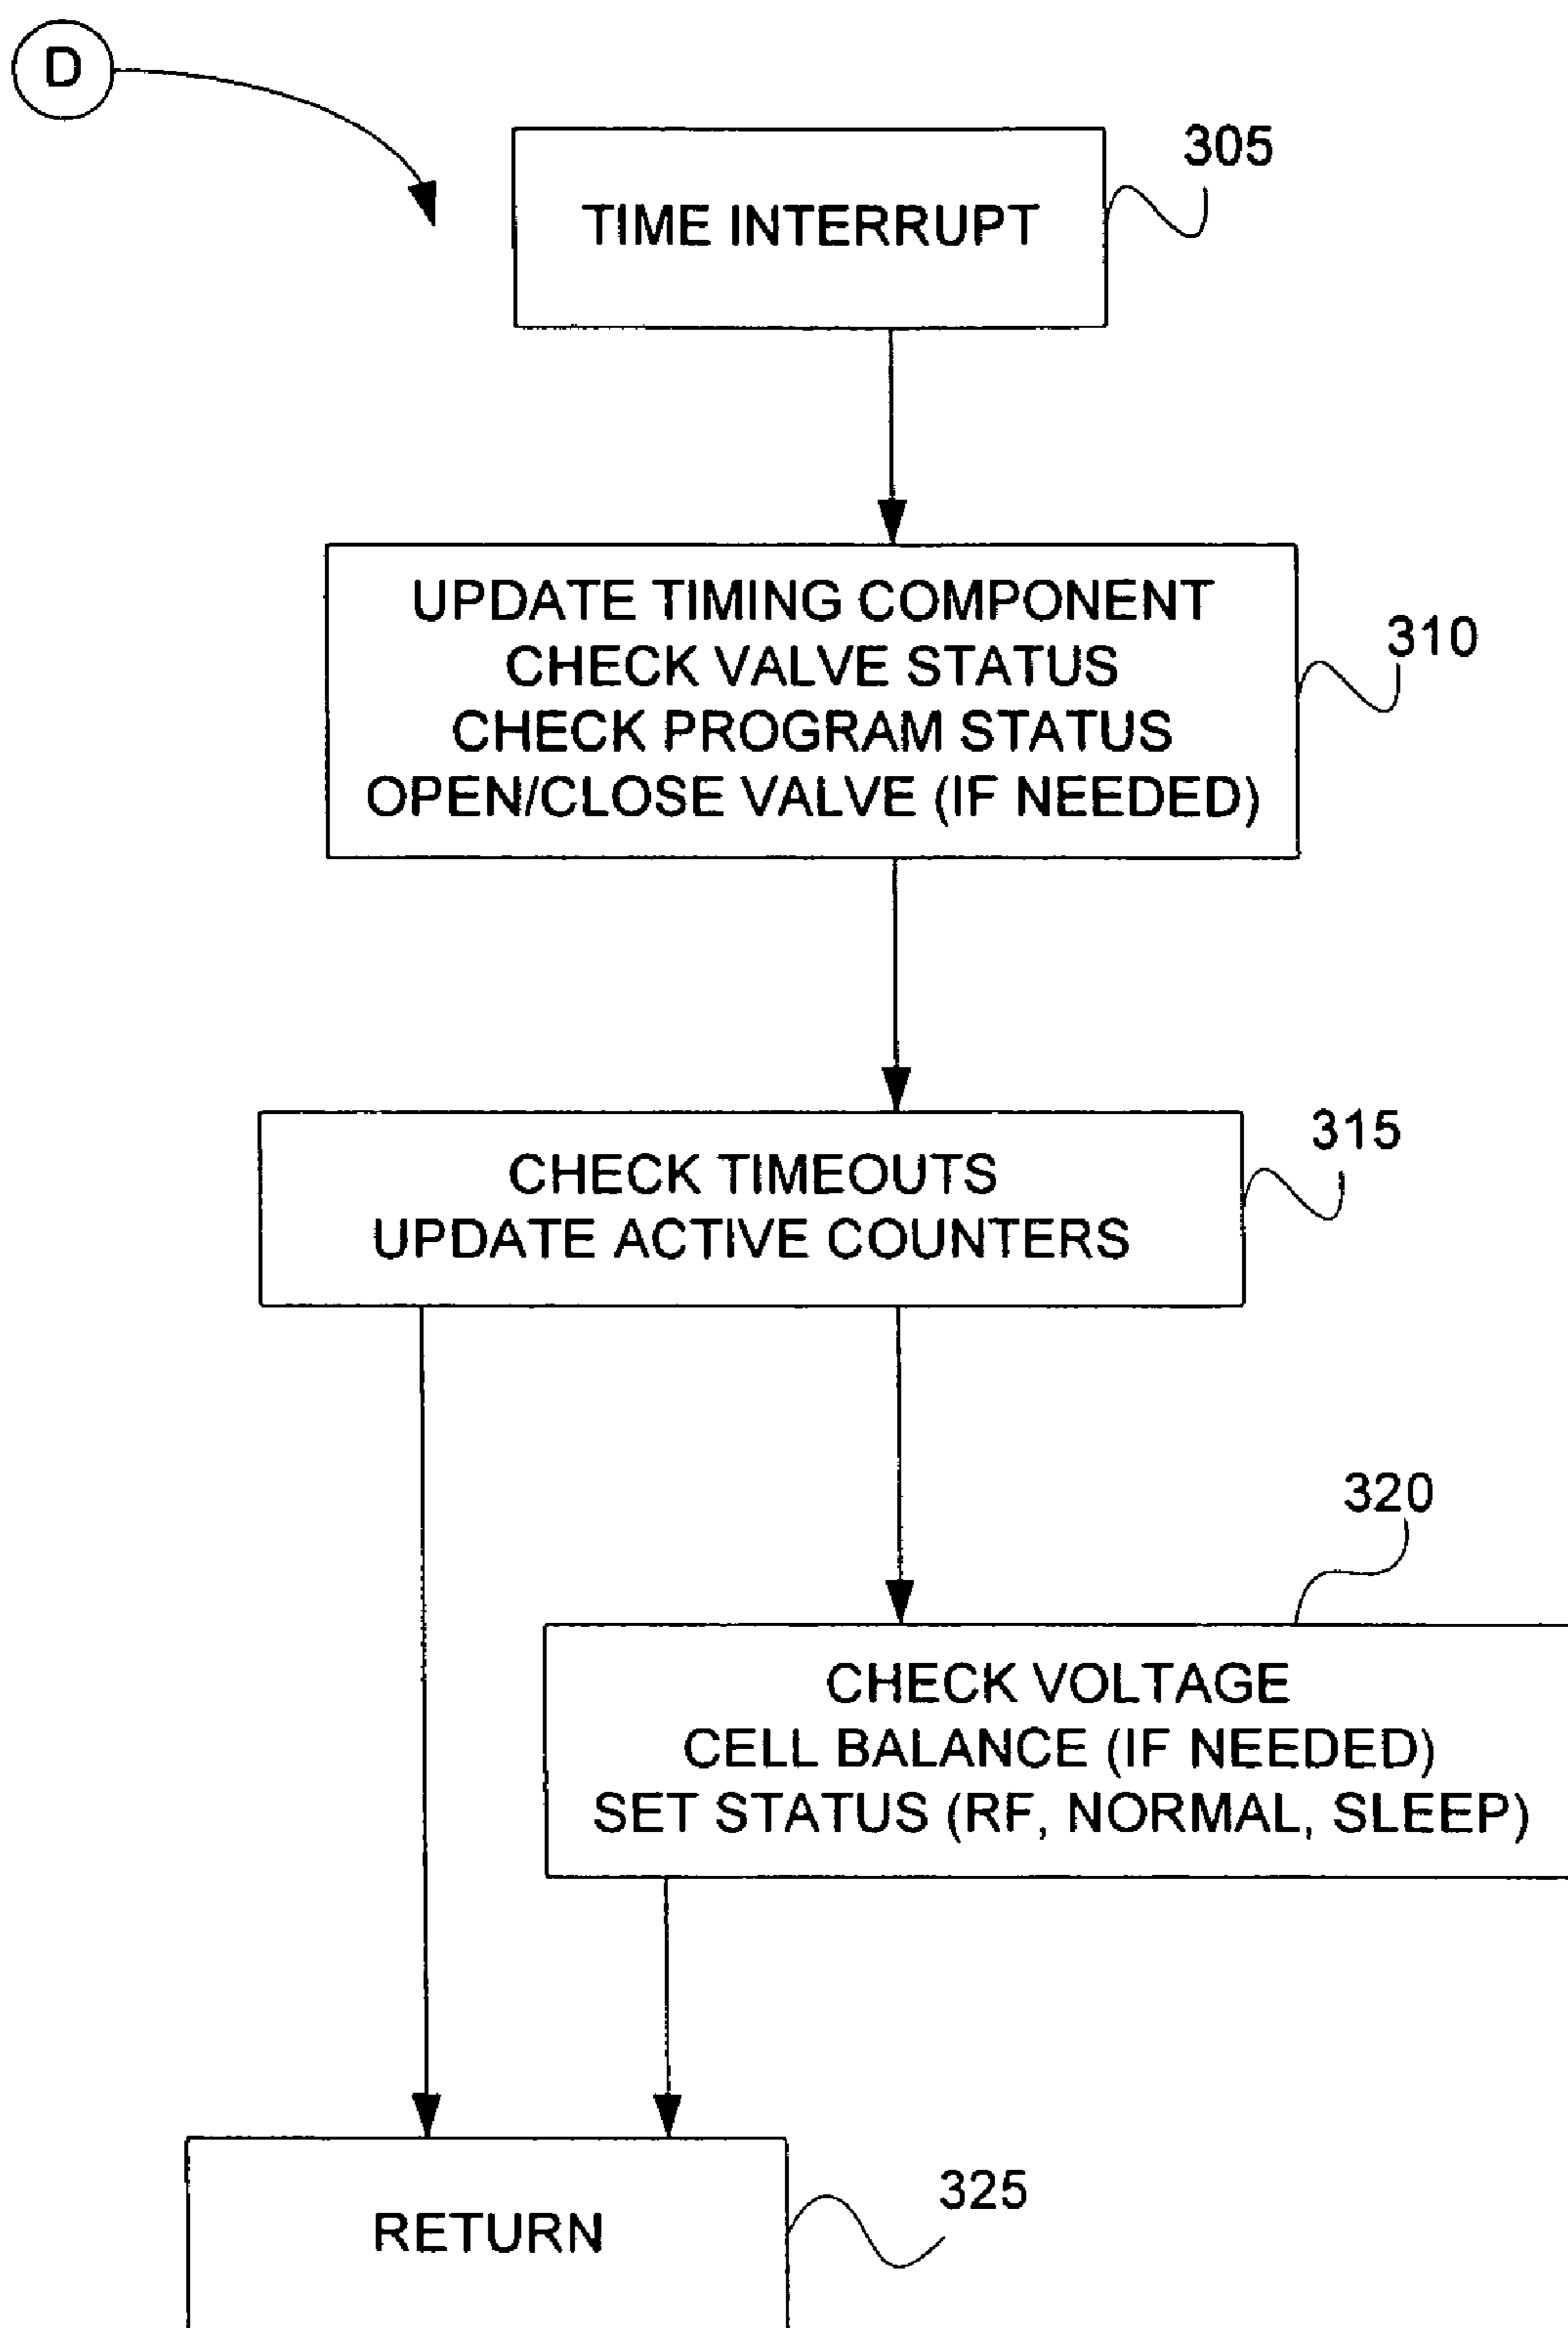 D
TIME INTERRUPT
305
UPDATE TIMING COMPONENT
CHECK VALVE STATUS
CHECK PROGRAM STATUS
OPEN/CLOSE VALVE (IF NEEDED)
310
CHECK TIMEOUTS
UPDATE ACTIVE COUNTERS
315
320
CHECK VOLTAGE
CELL BALANCE (IF NEEDED)
SET STATUS (RF, NORMAL, SLEEP)
RETURN
325